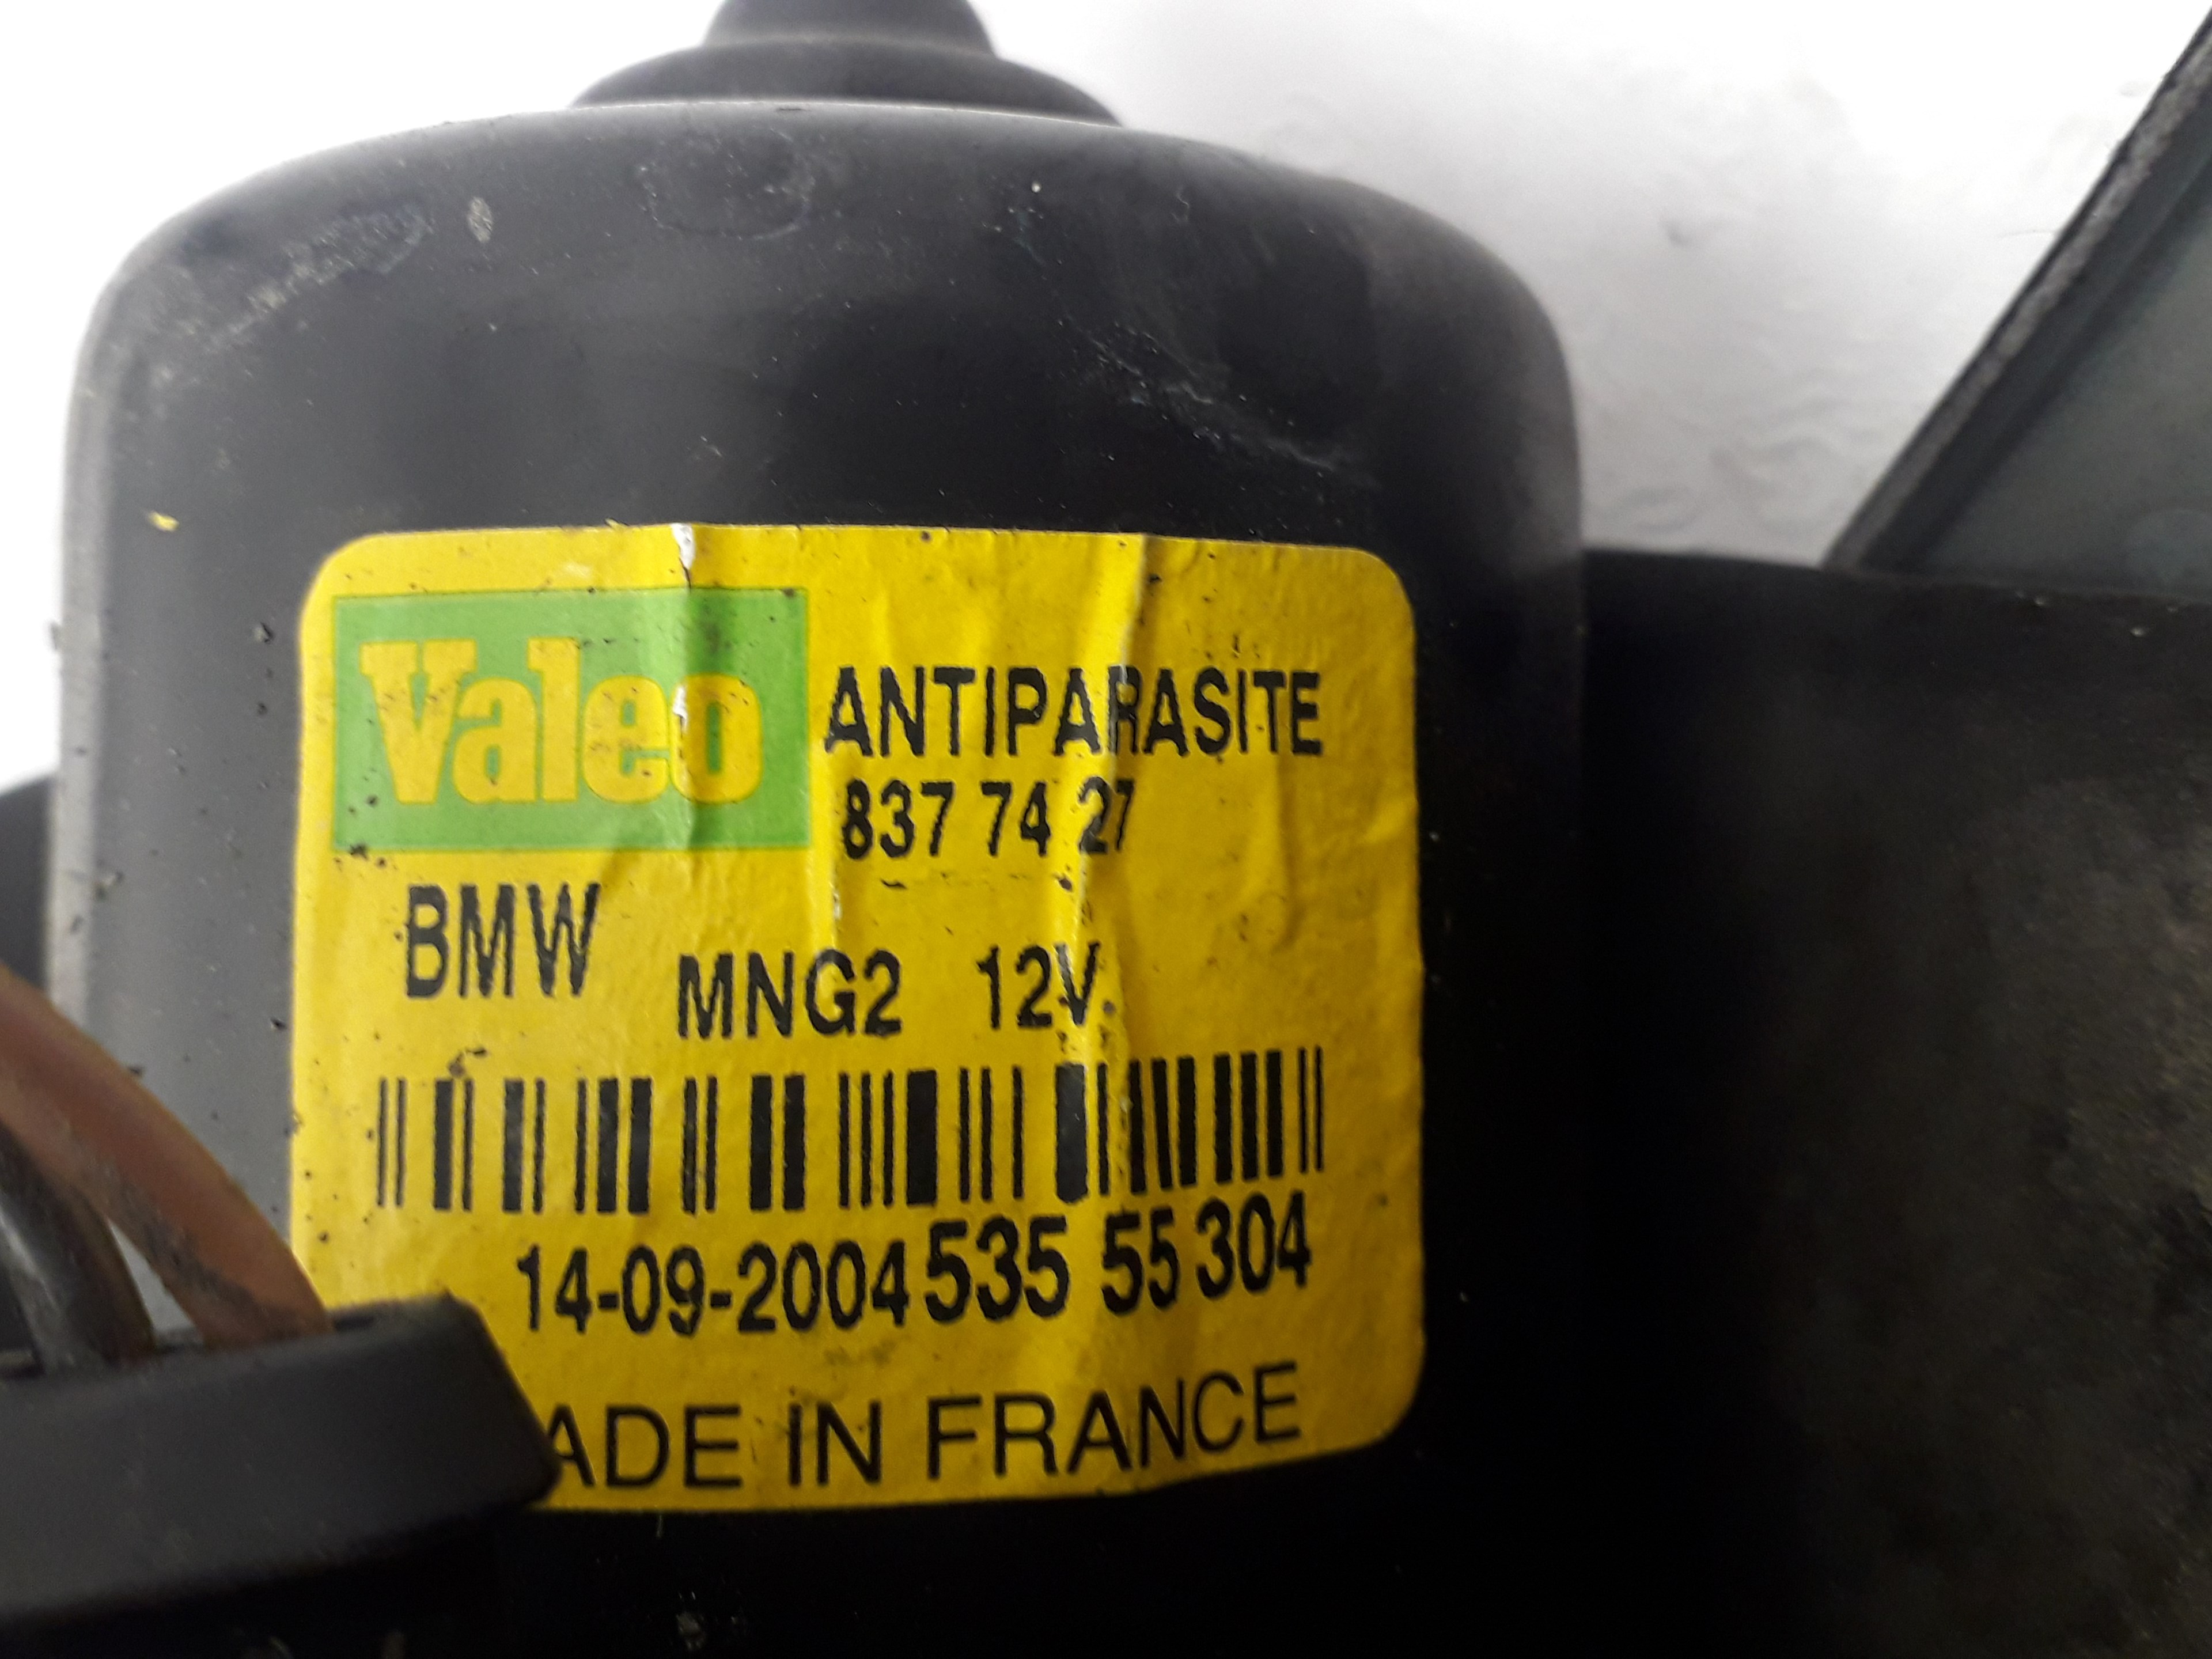 Valeo ANTIPARASITE
837 74 27
BMW MNG2 12V
14-09-2004 535 55 304
ADE IN FRANCE